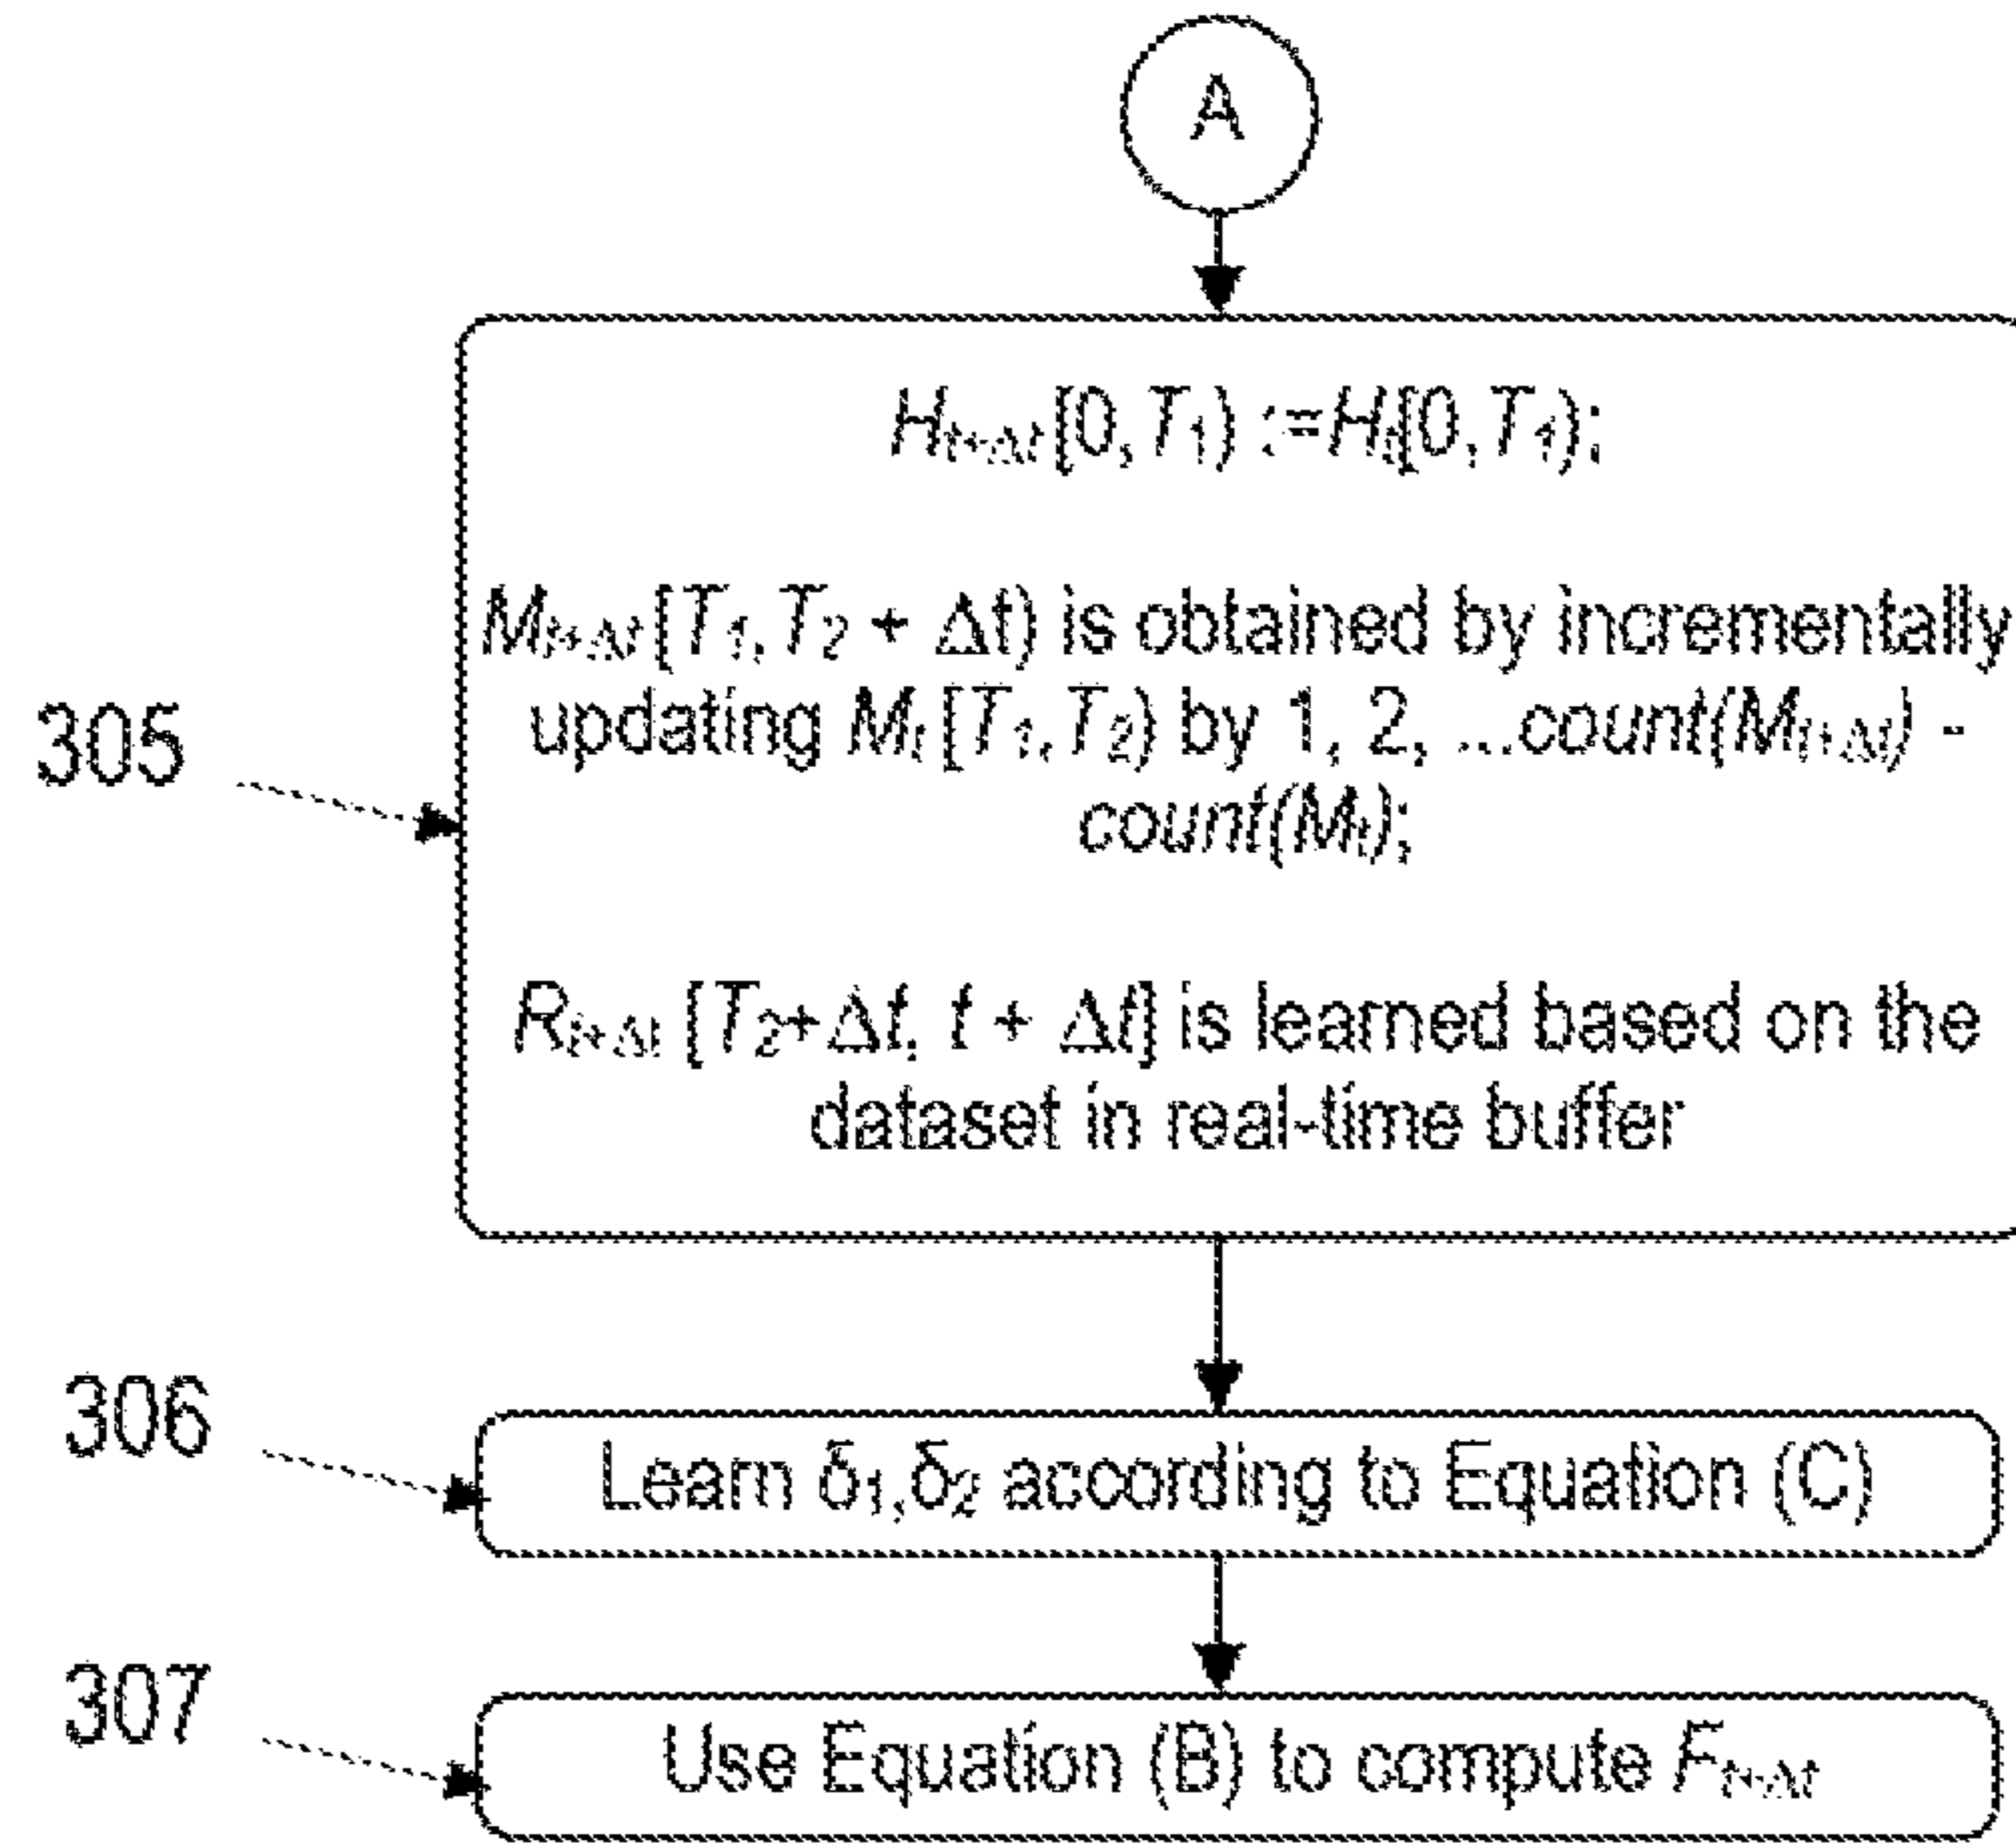 A
H_{t+Δt} [0, T_1) := H_t [0, T_1);
M_{t+Δt} [T_1, T_2 + Δt) is obtained by incrementally
305
updating M_t [T_1, T_2) by 1, 2, ...count(M_{t+Δt}) -
count(M_t);
R_{t+Δt} [T_2+Δt, t + Δt] is learned based on the
dataset in real-time buffer
306
Learn δ_1,δ_2 according to Equation (C)
307
Use Equation (B) to compute F_{t+Δt}